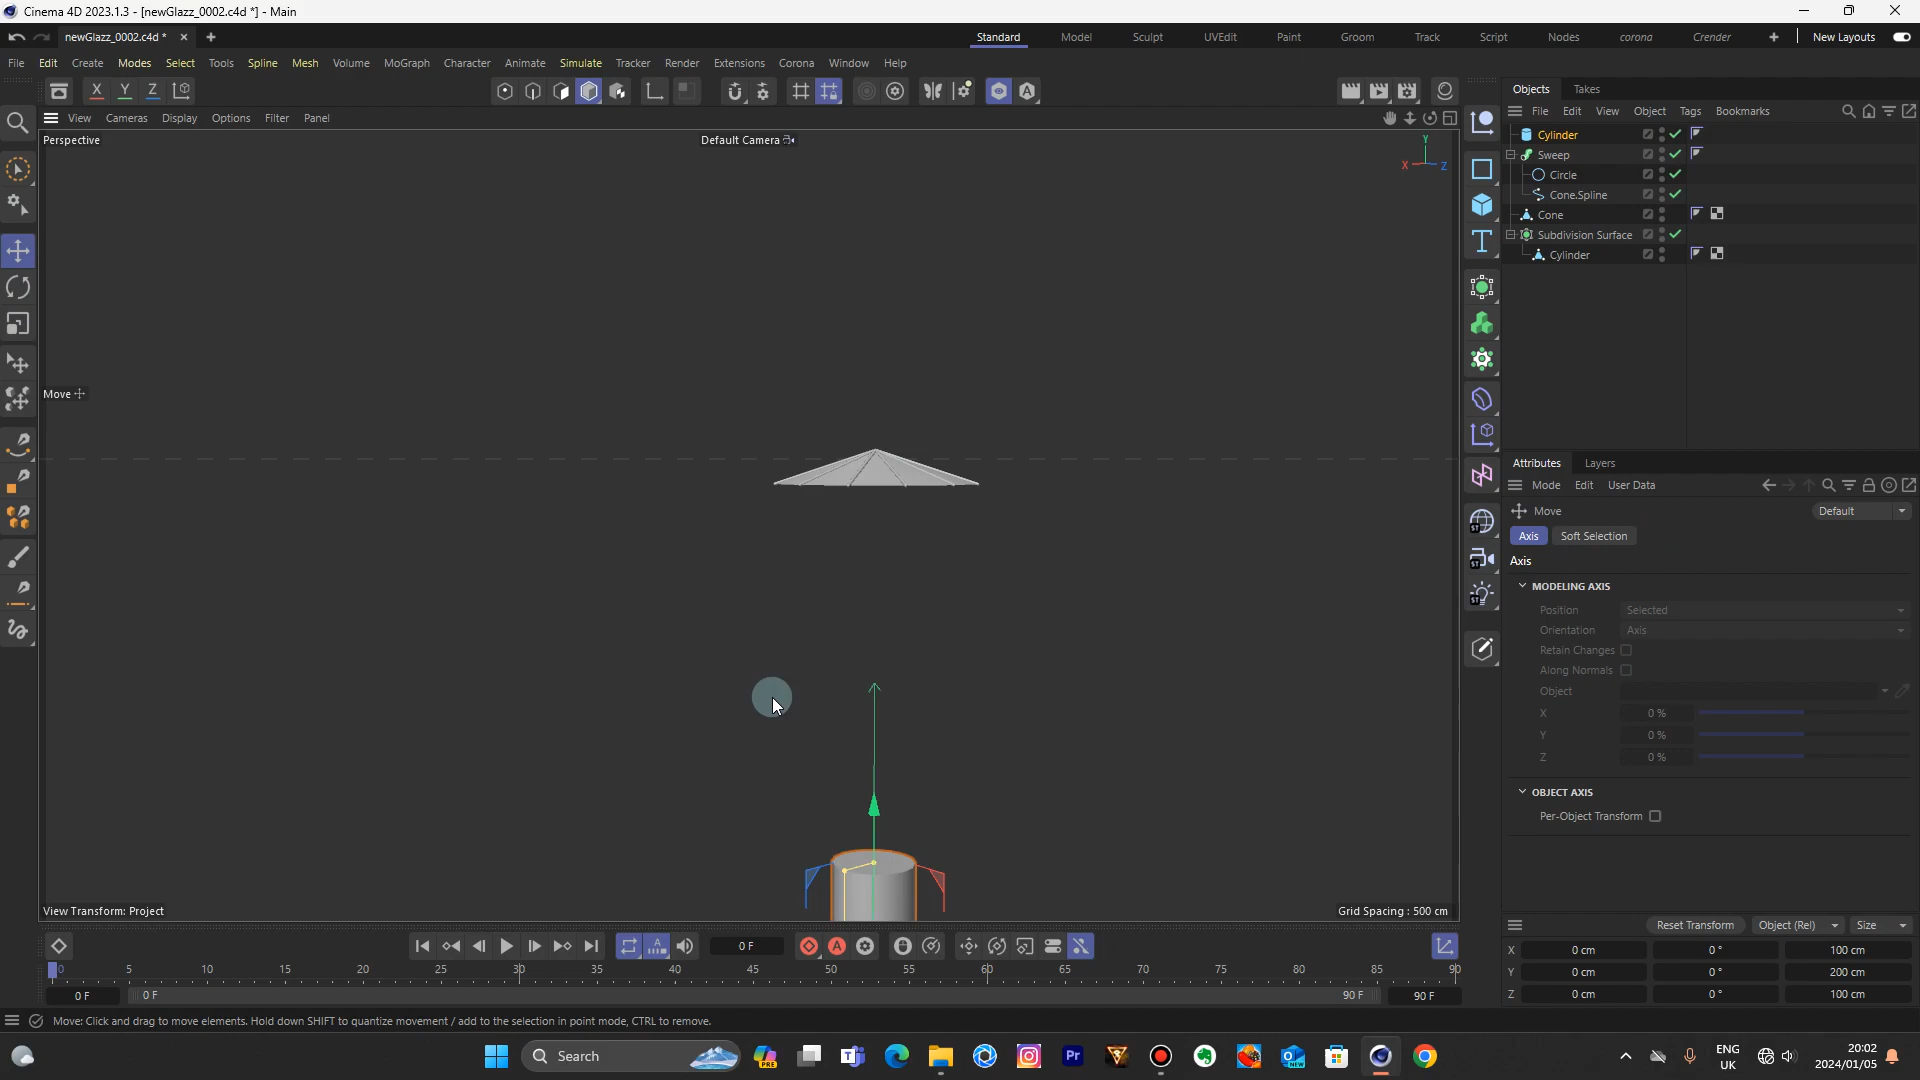 Cinema 4D 2023.1.3 - [newGlazz_0002.c4d *] - Main
newGlazz_0002.c4d *
Standard Model Sculpt UVEdit Paint Groom Track Script Nodes corona Crender New Layouts
File Edit Create Modes Select Tools Spline Mesh Volume MoGraph Character Animate Simulate Tracker Render Extensions Corona Window Help
X Y Z
View Cameras Display Options Filter Panel
Perspective
Default Camera
Y
X Z
Move
View Transform: Project
Grid Spacing : 500 cm
Objects Takes
File Edit View Object Tags Bookmarks
Cylinder
Sweep
Circle
Cone.Spline
Cone
Subdivision Surface
Cylinder
Attributes Layers
Mode Edit User Data
Move Default
Axis Soft Selection
Axis
MODELING AXIS
Position Selected
Orientation Axis
Retain Changes
Along Normals
Object
X 0 %
Y 0 %
Z 0 %
OBJECT AXIS
Per-Object Transform
Reset Transform Object (Rel) Size
X 0 cm 0 ° 100 cm
Y 0 cm 0 ° 200 cm
Z 0 cm 0 ° 100 cm
0 F
0 5 10 15 20 25 30 35 40 45 50 55 60 65 70 75 80 85 90
0 F 0 F 90 F 90 F
Move: Click and drag to move elements. Hold down SHIFT to quantize movement / add to the selection in point mode, CTRL to remove.
Search
ENG
UK
20:02
2024/01/05